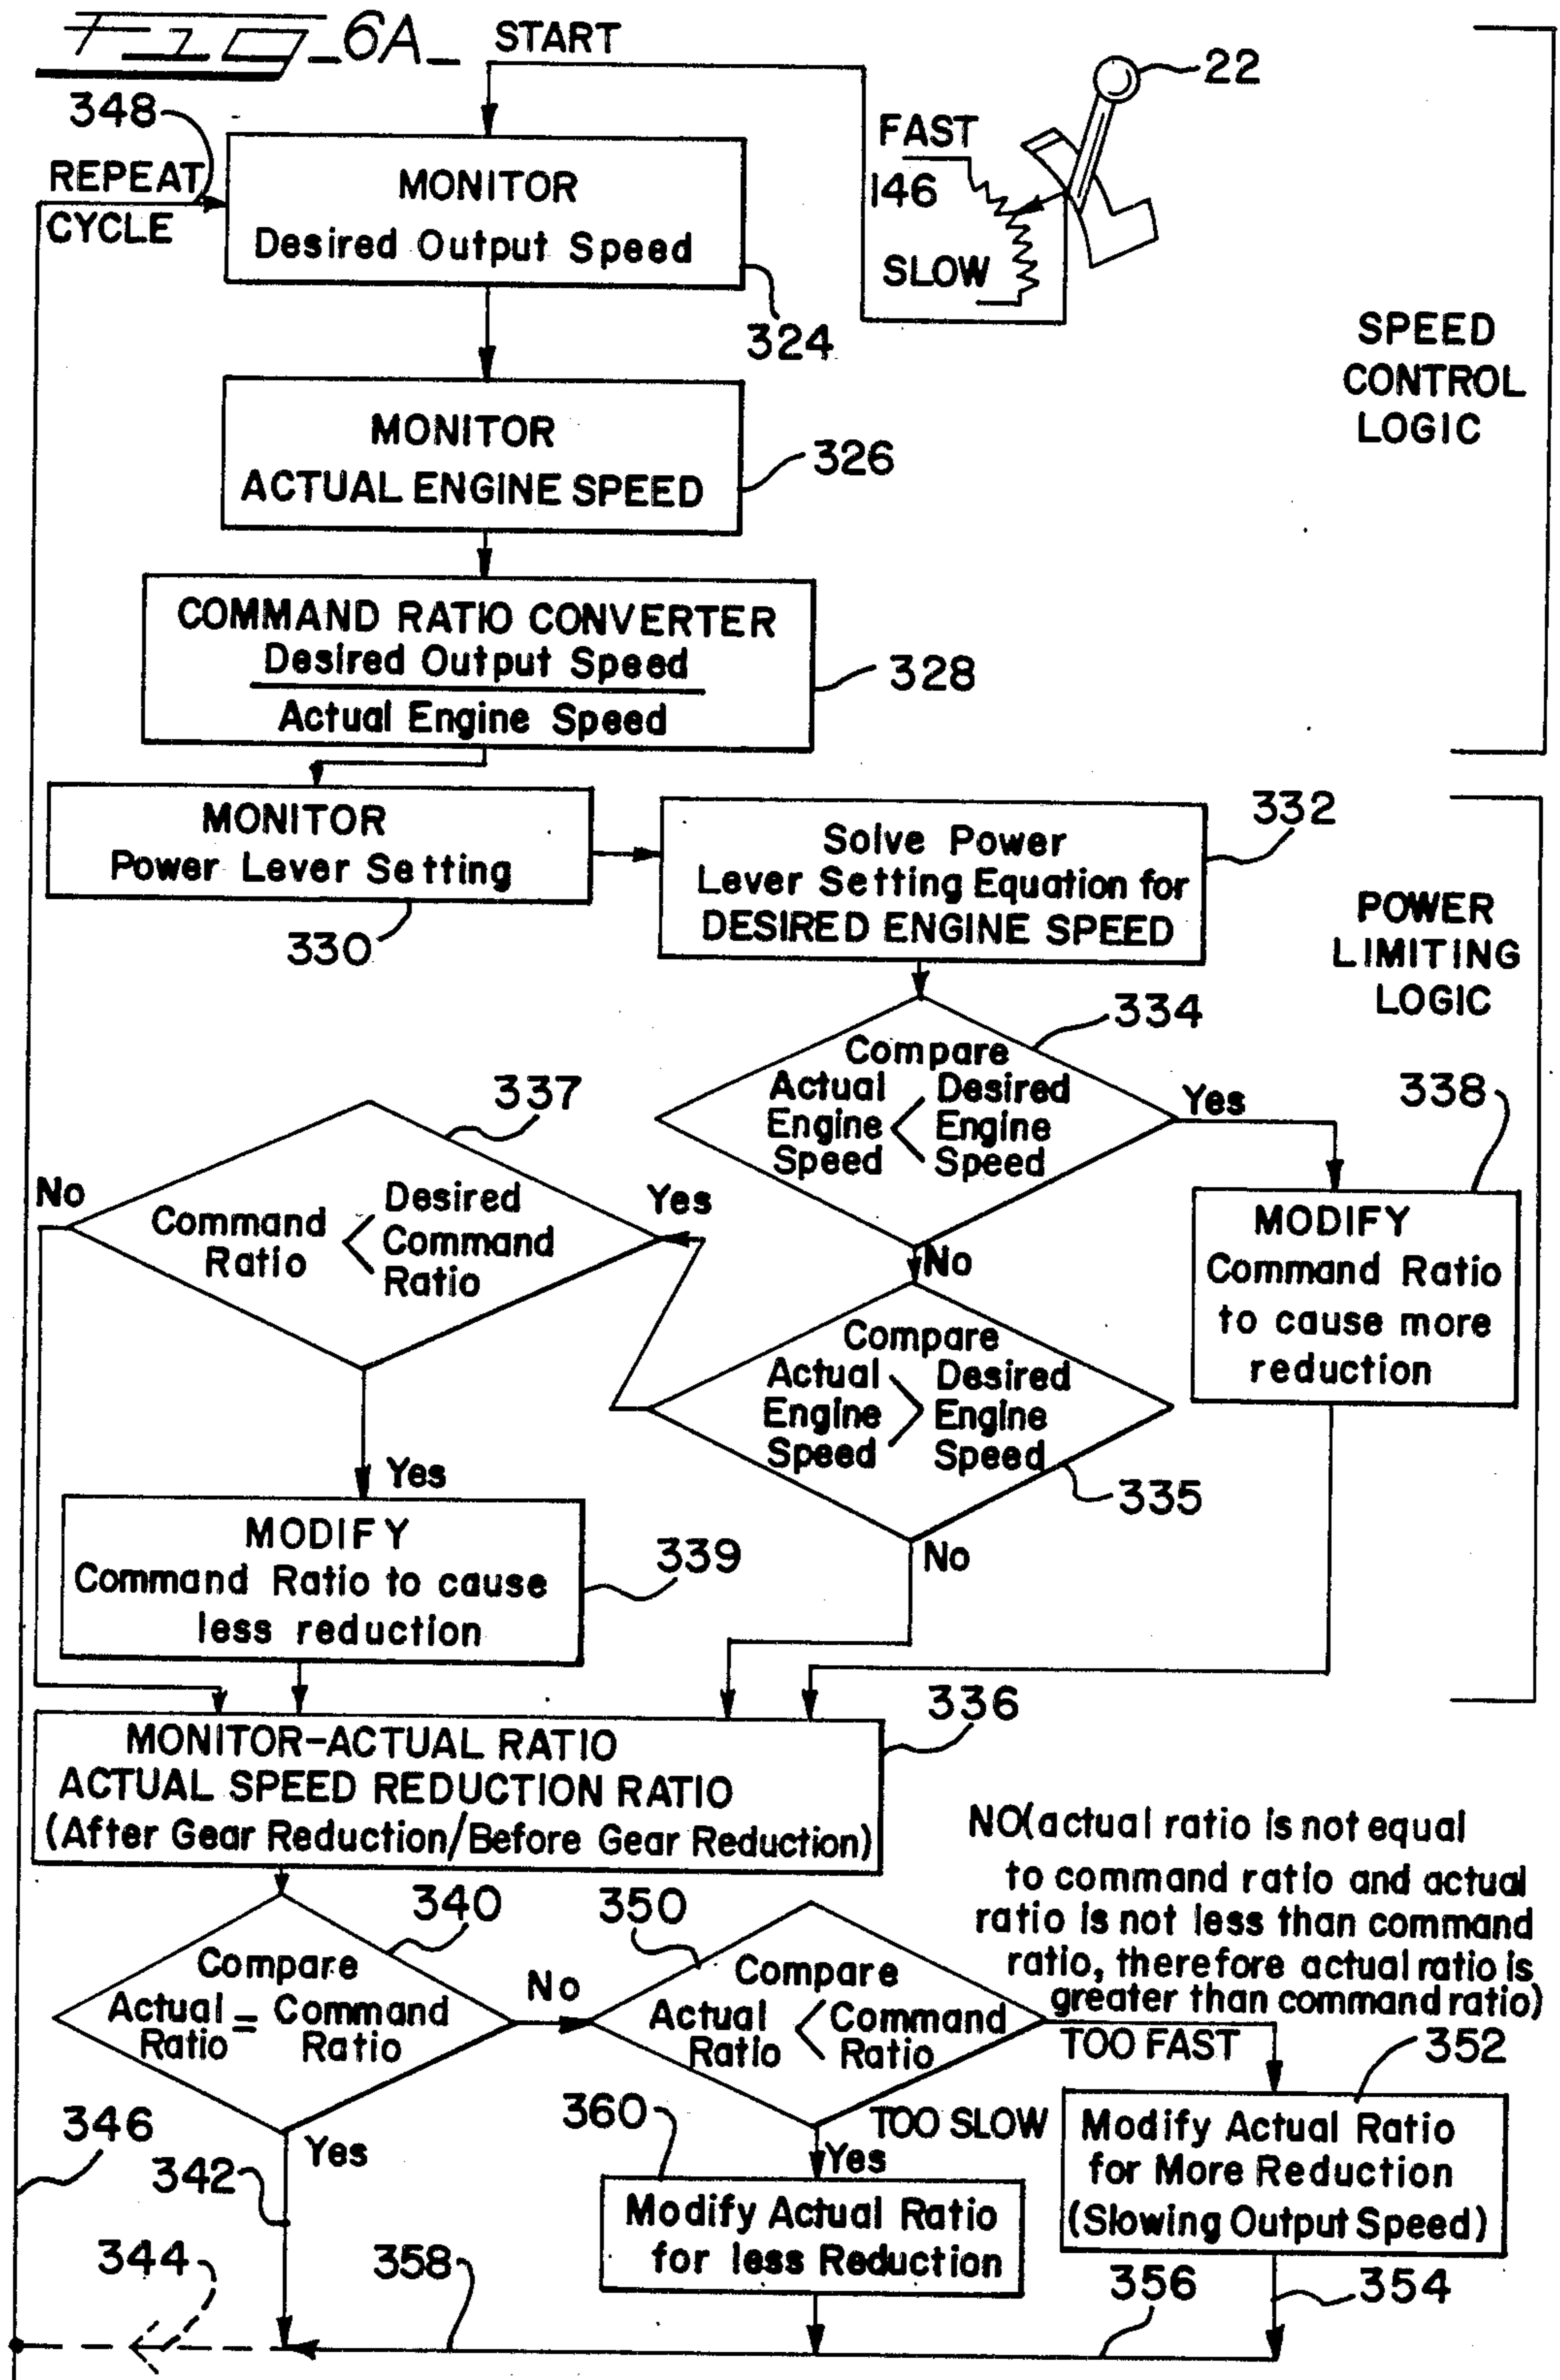 Fig_6A_
START
22
348
FAST
146
SLOW
REPEAT
CYCLE
MONITOR
Desired Output Speed
324
SPEED
CONTROL
LOGIC
MONITOR
ACTUAL ENGINE SPEED
326
COMMAND RATIO CONVERTER
Desired Output Speed
Actual Engine Speed
328
MONITOR
Power Lever Setting
330
Solve Power
Lever Setting Equation for
DESIRED ENGINE SPEED
332
POWER
LIMITING
LOGIC
Compare
Actual < Desired
Engine Engine
Speed Speed
334
Yes
338
337
No
Command < Desired
Ratio Command
Ratio
Yes
No
MODIFY
Command Ratio
to cause more
reduction
Compare
Actual > Desired
Engine Engine
Speed Speed
335
Yes
No
MODIFY
Command Ratio to cause
less reduction
339
336
MONITOR-ACTUAL RATIO
ACTUAL SPEED REDUCTION RATIO
(After Gear Reduction/Before Gear Reduction)
NO(actual ratio is not equal
to command ratio and actual
ratio is not less than command
ratio, therefore actual ratio is
greater than command ratio)
340
350
Compare
Actual = Command
Ratio Ratio
No
Compare
Actual < Command
Ratio Ratio
TOO FAST
352
346
342
Yes
360
TOO SLOW
Yes
Modify Actual Ratio
for More Reduction
(Slowing Output Speed)
Modify Actual Ratio
for less Reduction
344
358
356
354